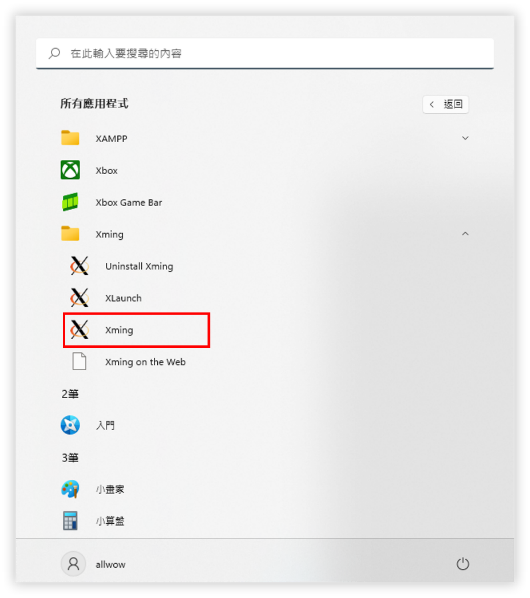 在此輸入要搜尋的內容
所有應用程式
返回
XAMPP
Xbox
Xbox Game Bar
Xming
Uninstall Xming
XLaunch
Xming
Xming on the Web
2筆
入門
3筆
小畫家
小算盤
allwow